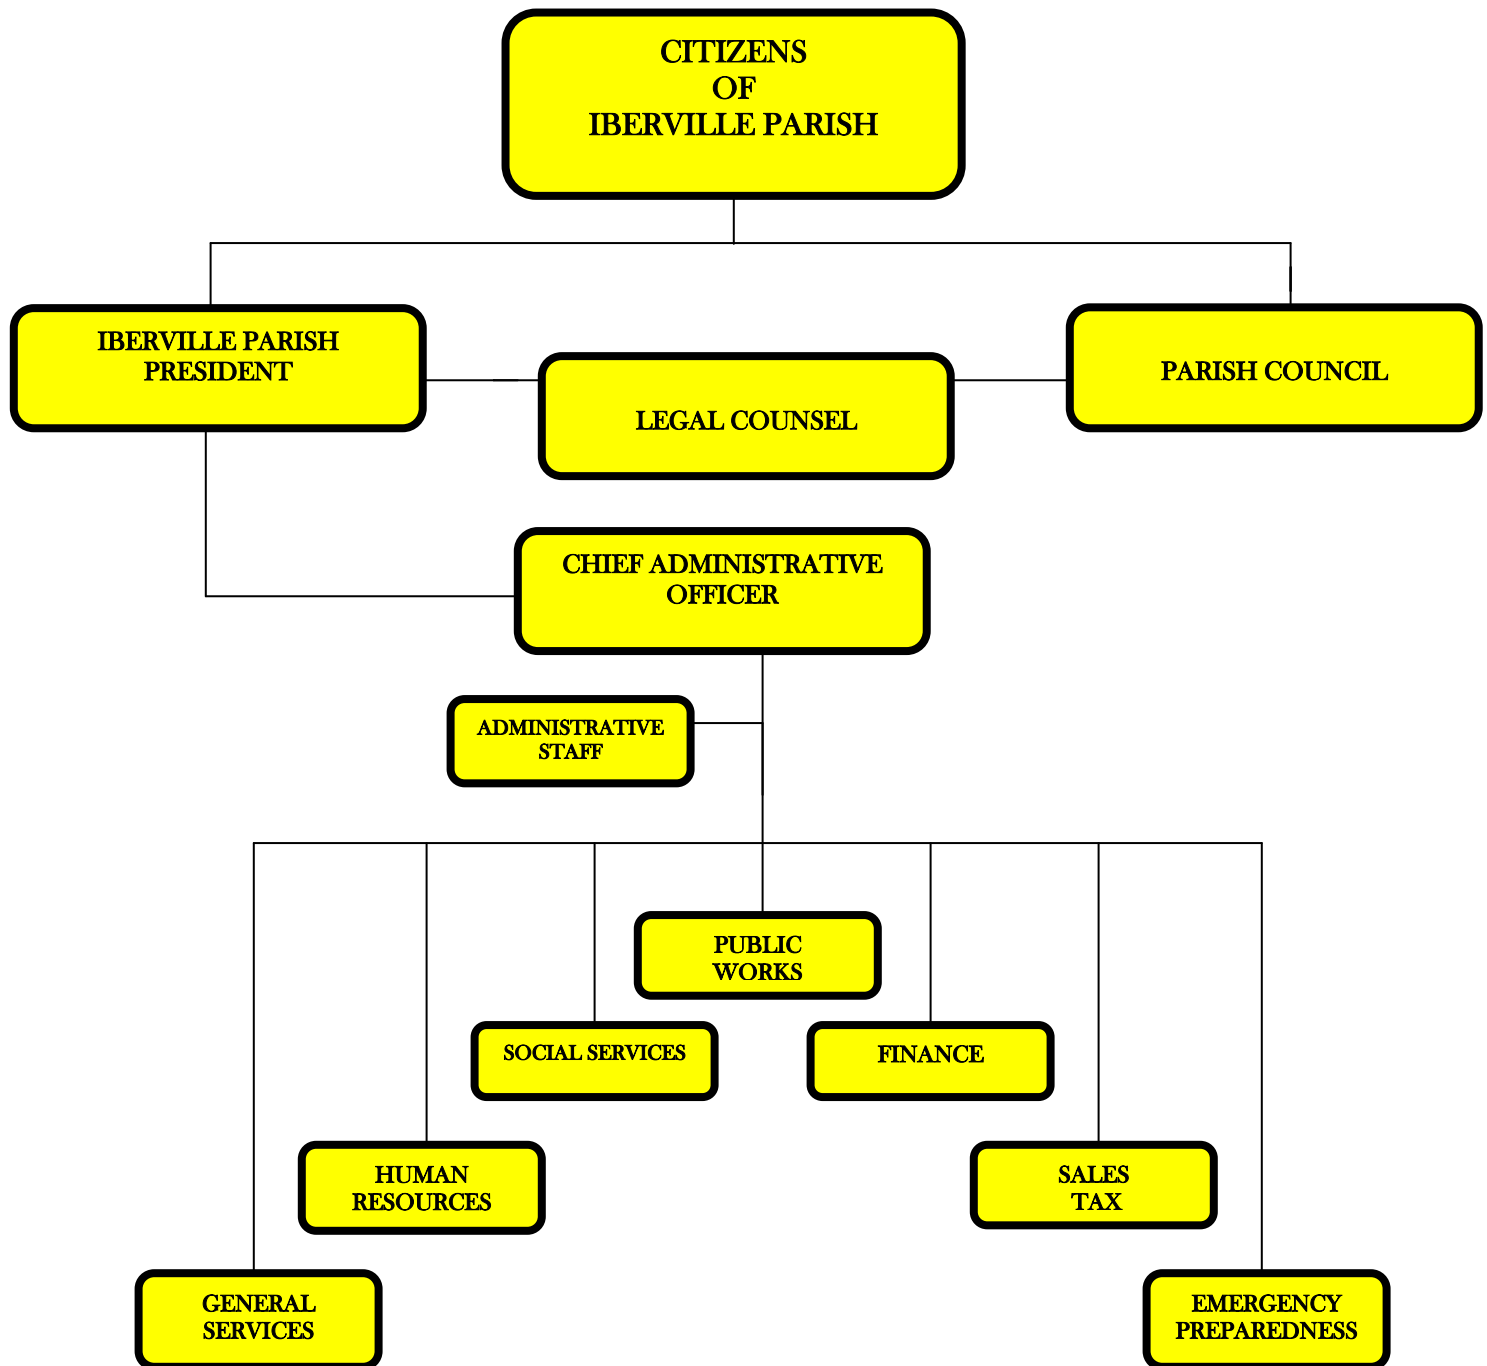 CITIZENS
OF
IBERVILLE PARISH
IBERVILLE PARISH
PRESIDENT
LEGAL COUNSEL
PARISH COUNCIL
CHIEF ADMINISTRATIVE
OFFICER
ADMINISTRATIVE
STAFF
PUBLIC
WORKS
SOCIAL SERVICES
FINANCE
HUMAN
RESOURCES
SALES
TAX
GENERAL
SERVICES
EMERGENCY
PREPAREDNESS